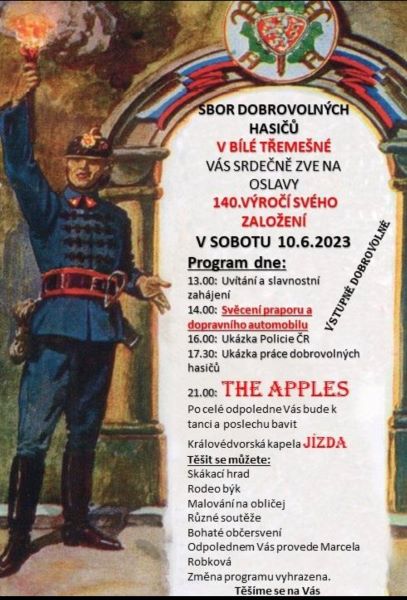 SBOR DOBROVOLNÝCH
HASIČŮ
V BÍLÉ TŘEMEŠNÉ
VÁS SRDEČNĚ ZVE NA
OSLAVY
140.VÝROČÍ SVÉHO
ZALOŽENÍ
V SOBOTU 10.6.2023
Program dne:
VSTUPNÉ DOBROVOLNÉ
13.00: Uvítání a slavnostní
zahájení
14.00: Svěcení praporu a
dopravního automobilu
16.00: Ukázka Policie ČR
17.30: Ukázka práce dobrovolných
hasičů
21.00: THE APPLES
Po celé odpoledne Vás bude k
tanci a poslechu bavit
Královédvorská kapela JÍZDA
Těšit se můžete:
Skákací hrad
Rodeo býk
Malování na obličej
Různé soutěže
Bohaté občersvení
Odpolednem Vás provede Marcela
Robková
Změna programu vyhrazena.
Těšíme se na Vás